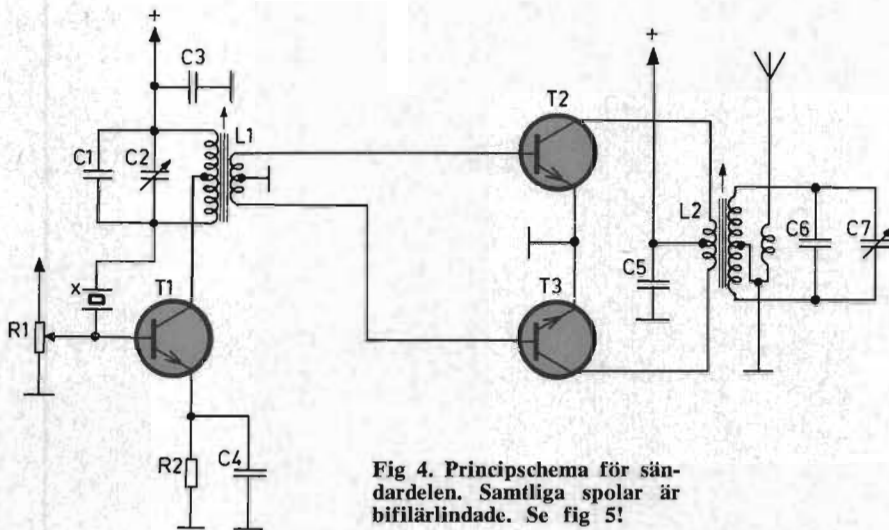 +
C3
C1
C2
L1
x
R1
T1
R2
C4
T2
T3
+
L2
C5
C6
C7
Fig 4. Principschema för sän-
dardelen. Samtliga spolar är
bifilärlindade. Se fig 5!